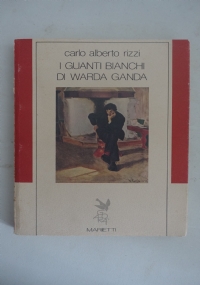 carlo alberto rizzi
I GUANTI BIANCHI
DI WARDA GANDA
MARIETTI